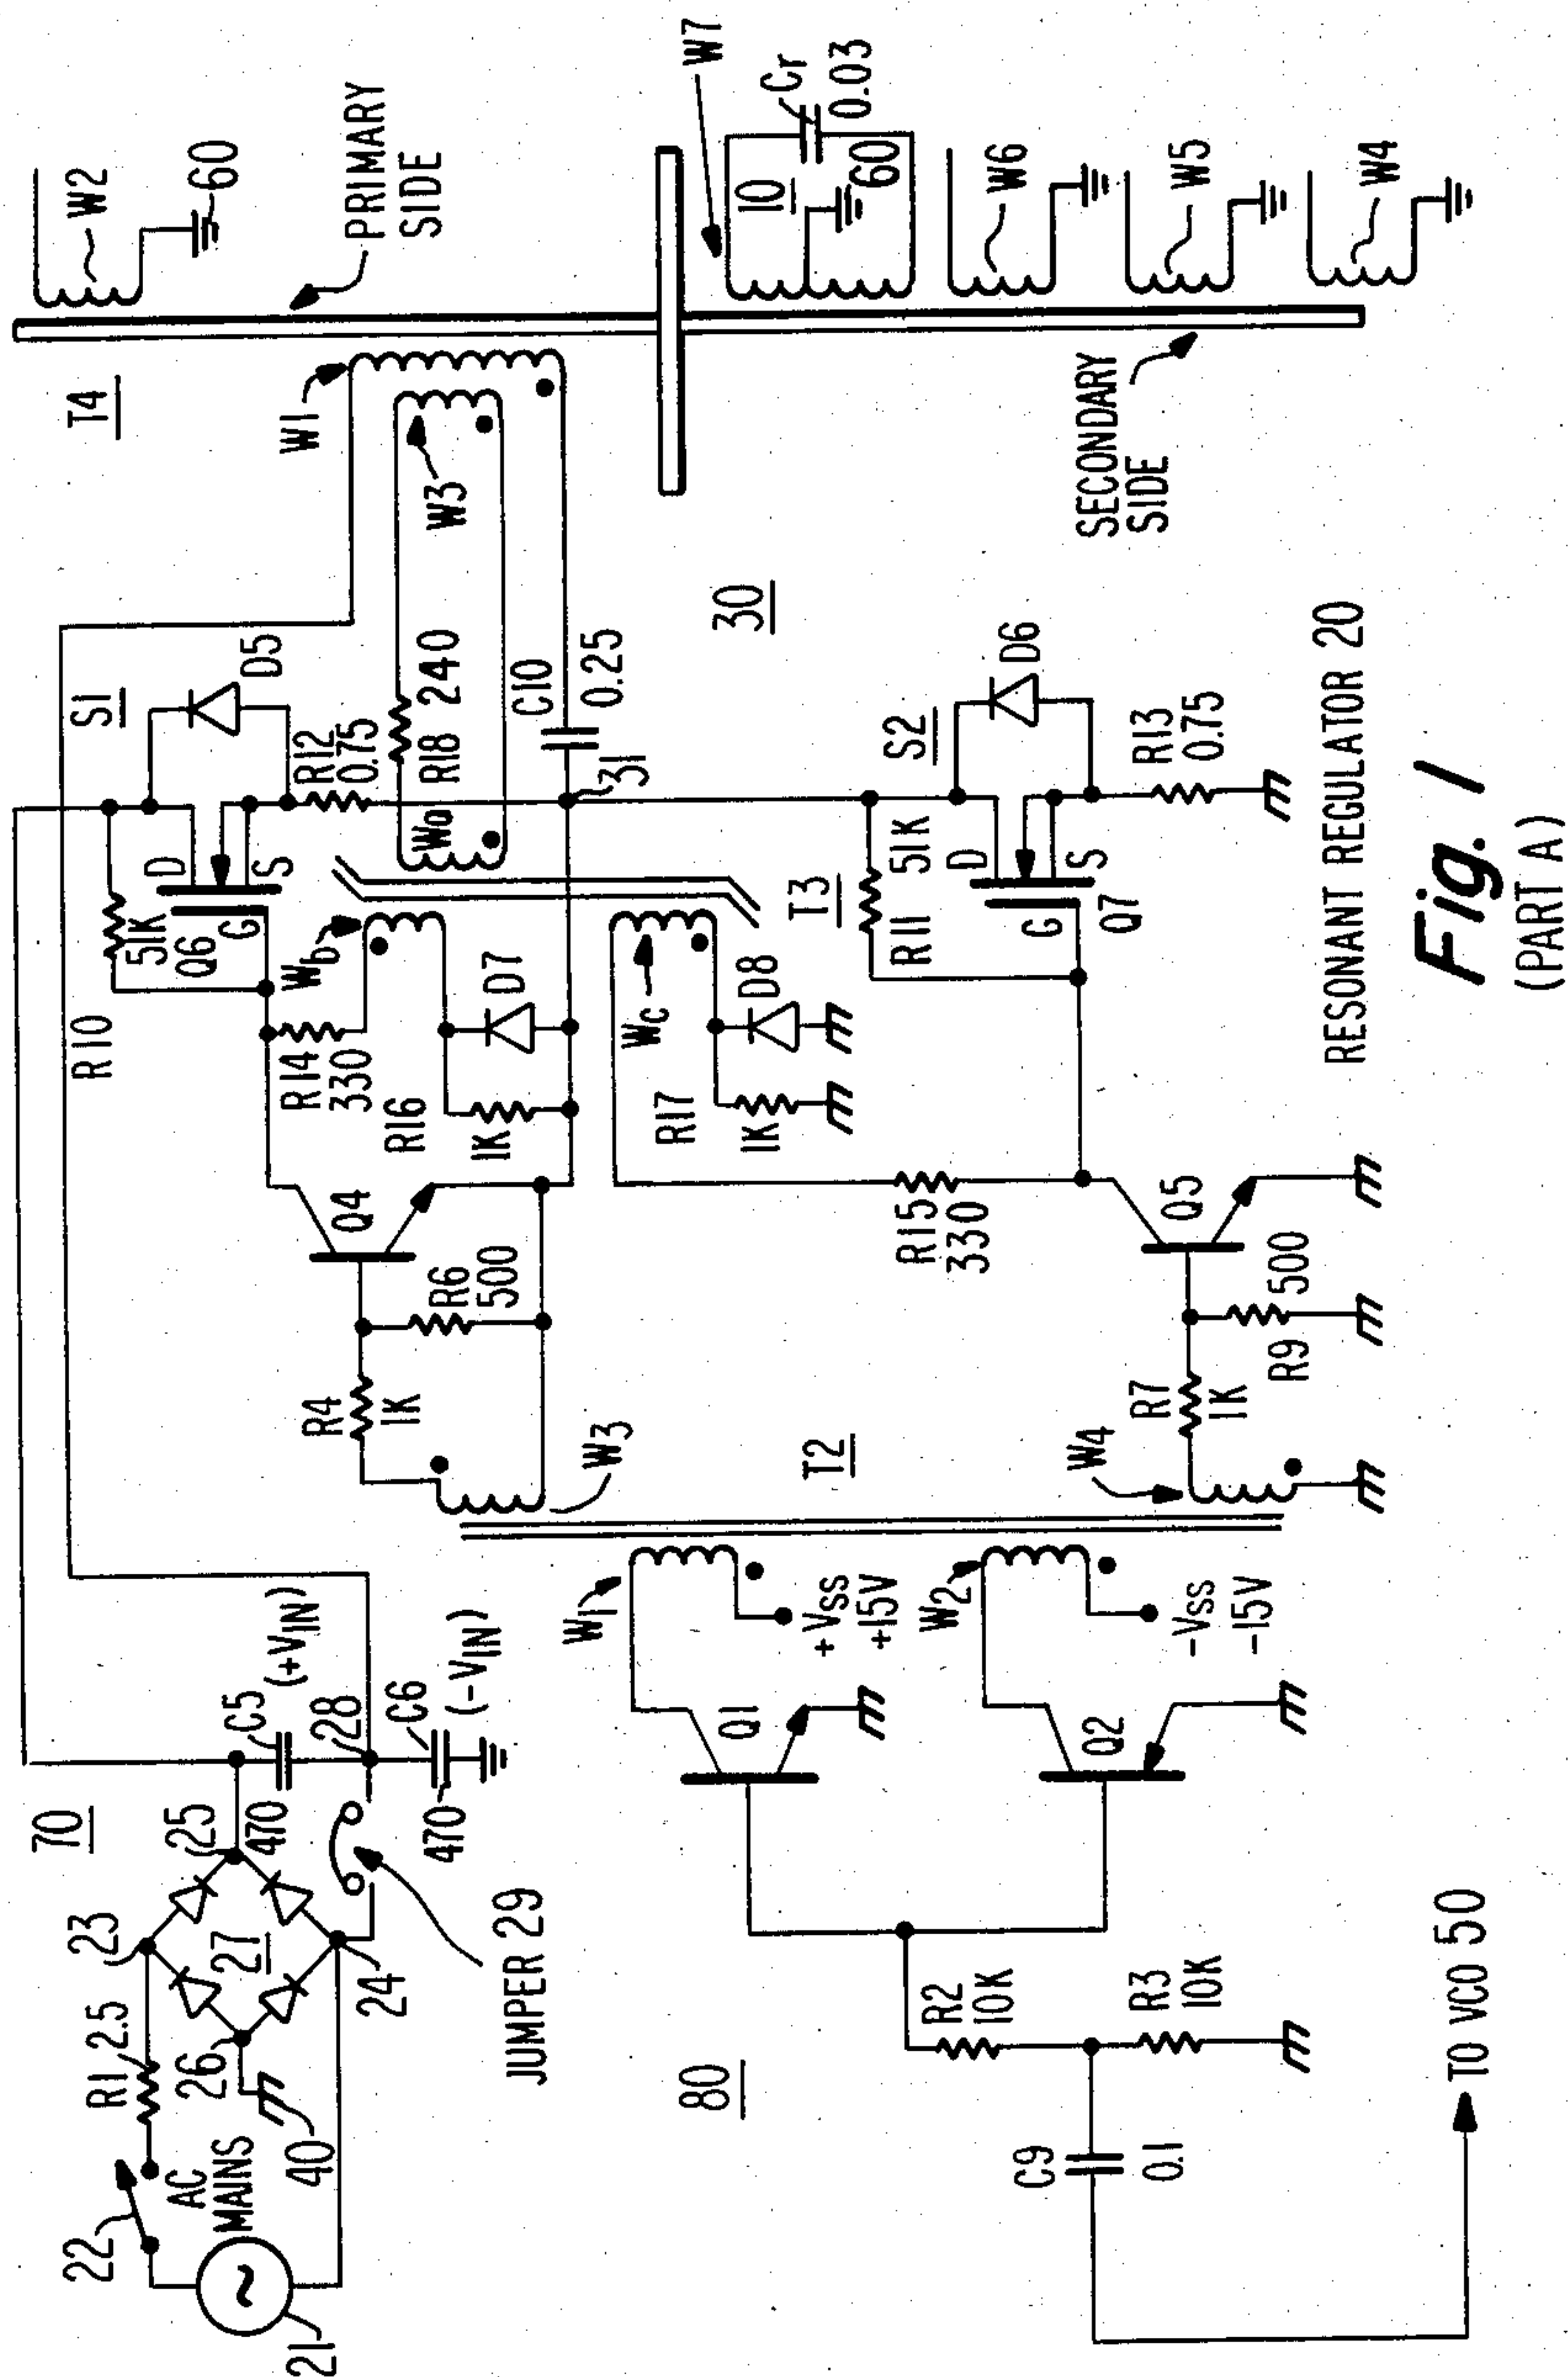 70
22
AC
MAINS
21
R1 2.5
23
25
26
27
24
40
470
C5
(+VIN)
28
C6
470
(-VIN)
JUMPER 29
80
C9
0.1
R2
10K
R3
10K
TO VCO 50
Q1
Q2
W1
+VSS
+15V
W2
-VSS
-15V
T2
W3
W4
R4
1K
R6
500
Q4
R7
1K
R9
500
Q5
R10
51K
Q6
D
G
S
S1
D5
R12
0.75
R14
330
Wb
R16
1K
D7
Wa
R18 240
C10
0.25
31
Wc
R17
1K
D8
T3
R15
330
R11
51K
D
G
S
Q7
S2
D6
R13
0.75
30
T4
W1
W3
W2
60
PRIMARY
SIDE
W7
10
Cr
0.03
60
W6
W5
W4
SECONDARY
SIDE
RESONANT REGULATOR 20
Fig. 1
(PART A)